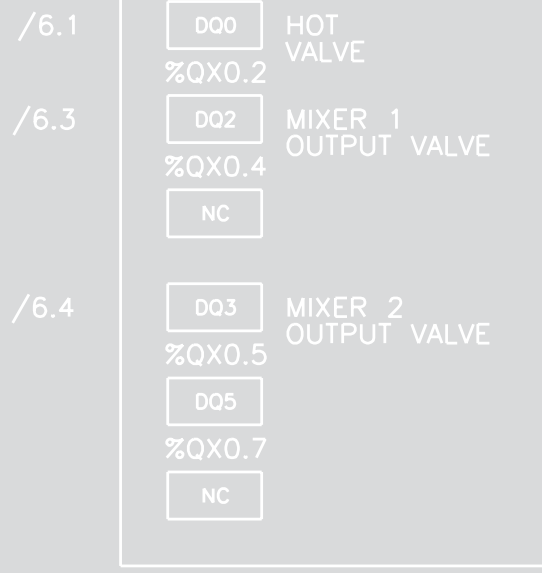 /6.1 DQ0 HOT
VALVE
%QX0.2
/6.3 DQ2 MIXER 1
OUTPUT VALVE
%QX0.4
NC
/6.4 DQ3 MIXER 2
OUTPUT VALVE
%QX0.5
DQ5
%QX0.7
NC